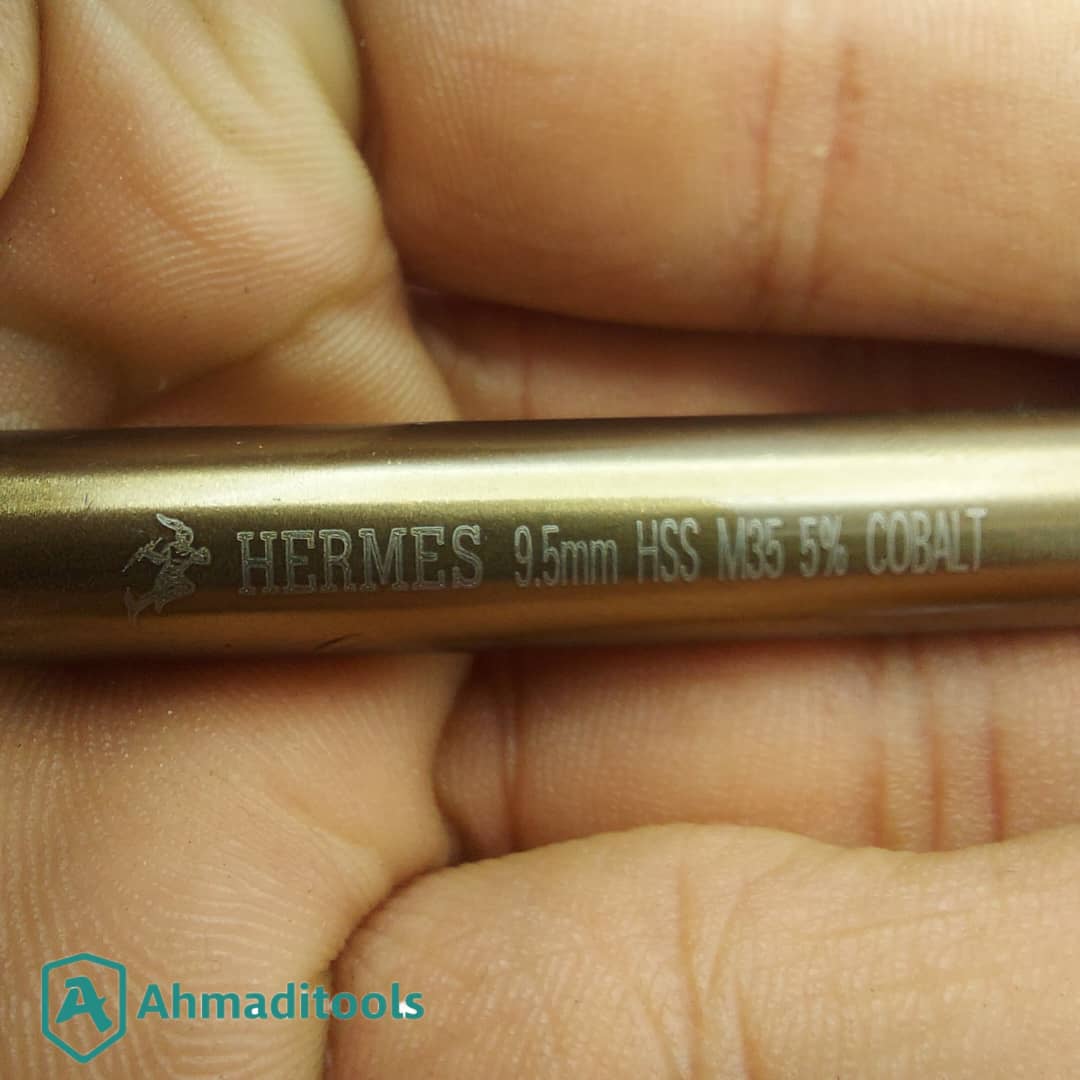 HERMES 9.5mm HSS M35 5% COBALT
Ahmaditools